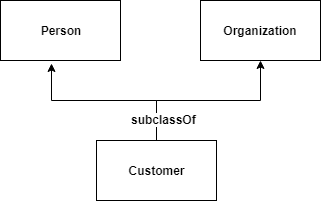 Person
Organization
subclassOf
Customer